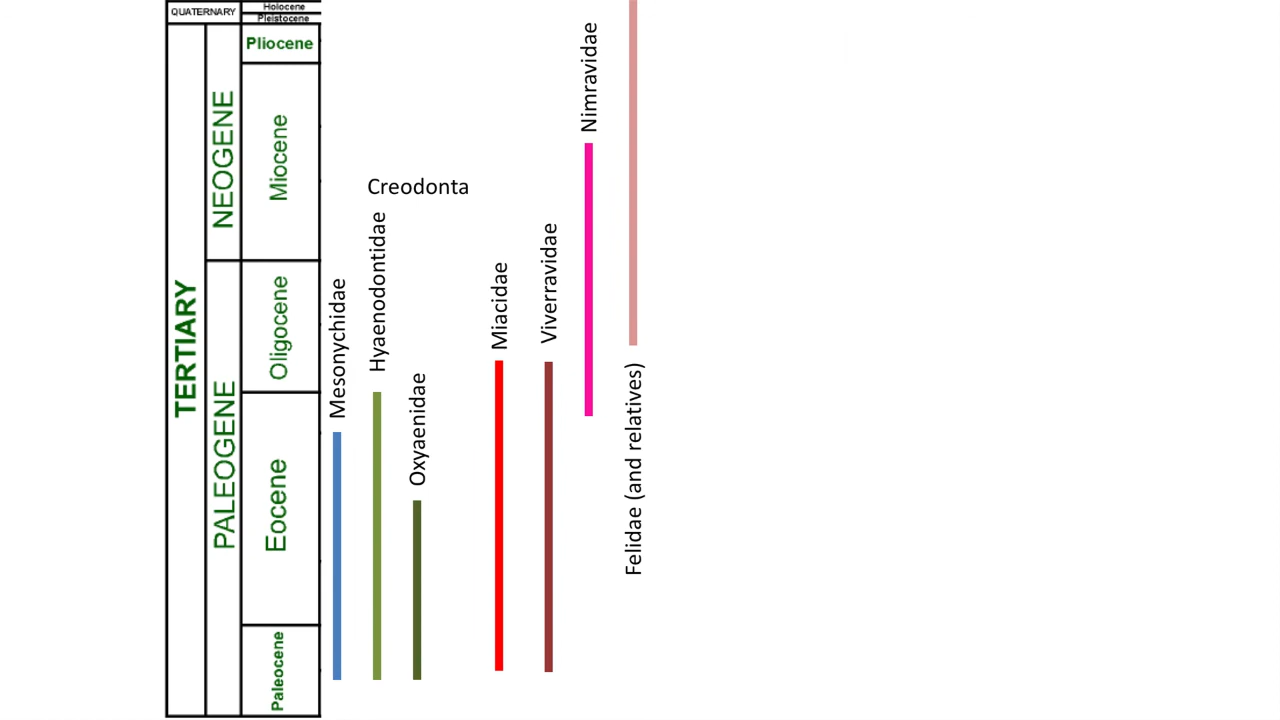 QUATERNARY
Holocene
Pleistocene
TERTIARY
NEOGENE
PALEOGENE
Pliocene
Miocene
Oligocene
Eocene
Paleocene
Mesonychidae
Creodonta
Hyaenodontidae
Oxyaenidae
Miacidae
Viverravidae
Nimravidae
Felidae (and relatives)